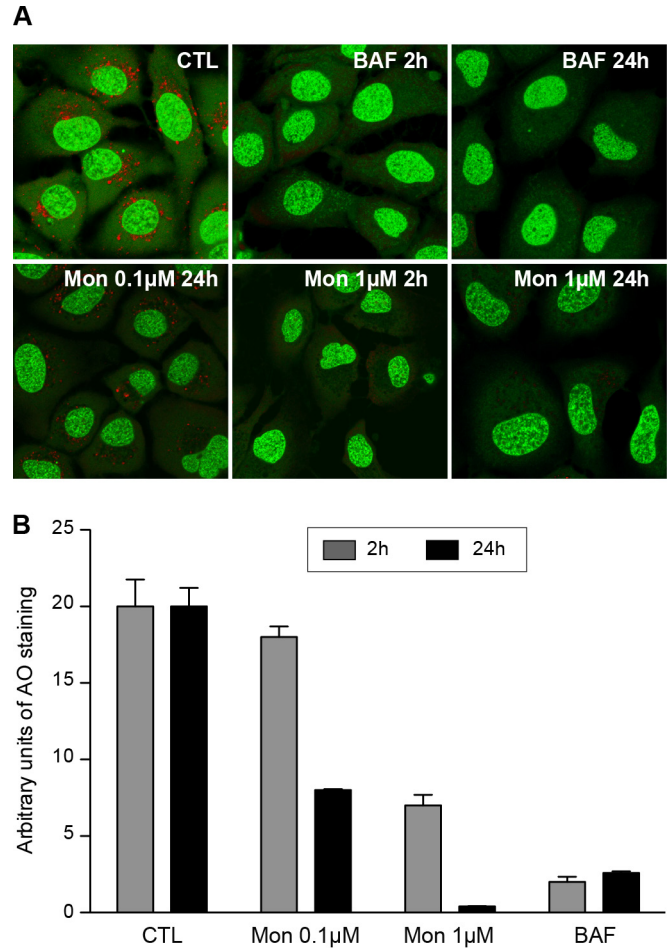 A
CTL BAF 2h BAF 24h
Mon 0.1µM 24h Mon 1µM 2h Mon 1µM 24h
B
2h 24h
Arbitrary units of AO staining
25
20
15
10
5
0
CTL Mon 0.1µM Mon 1µM BAF